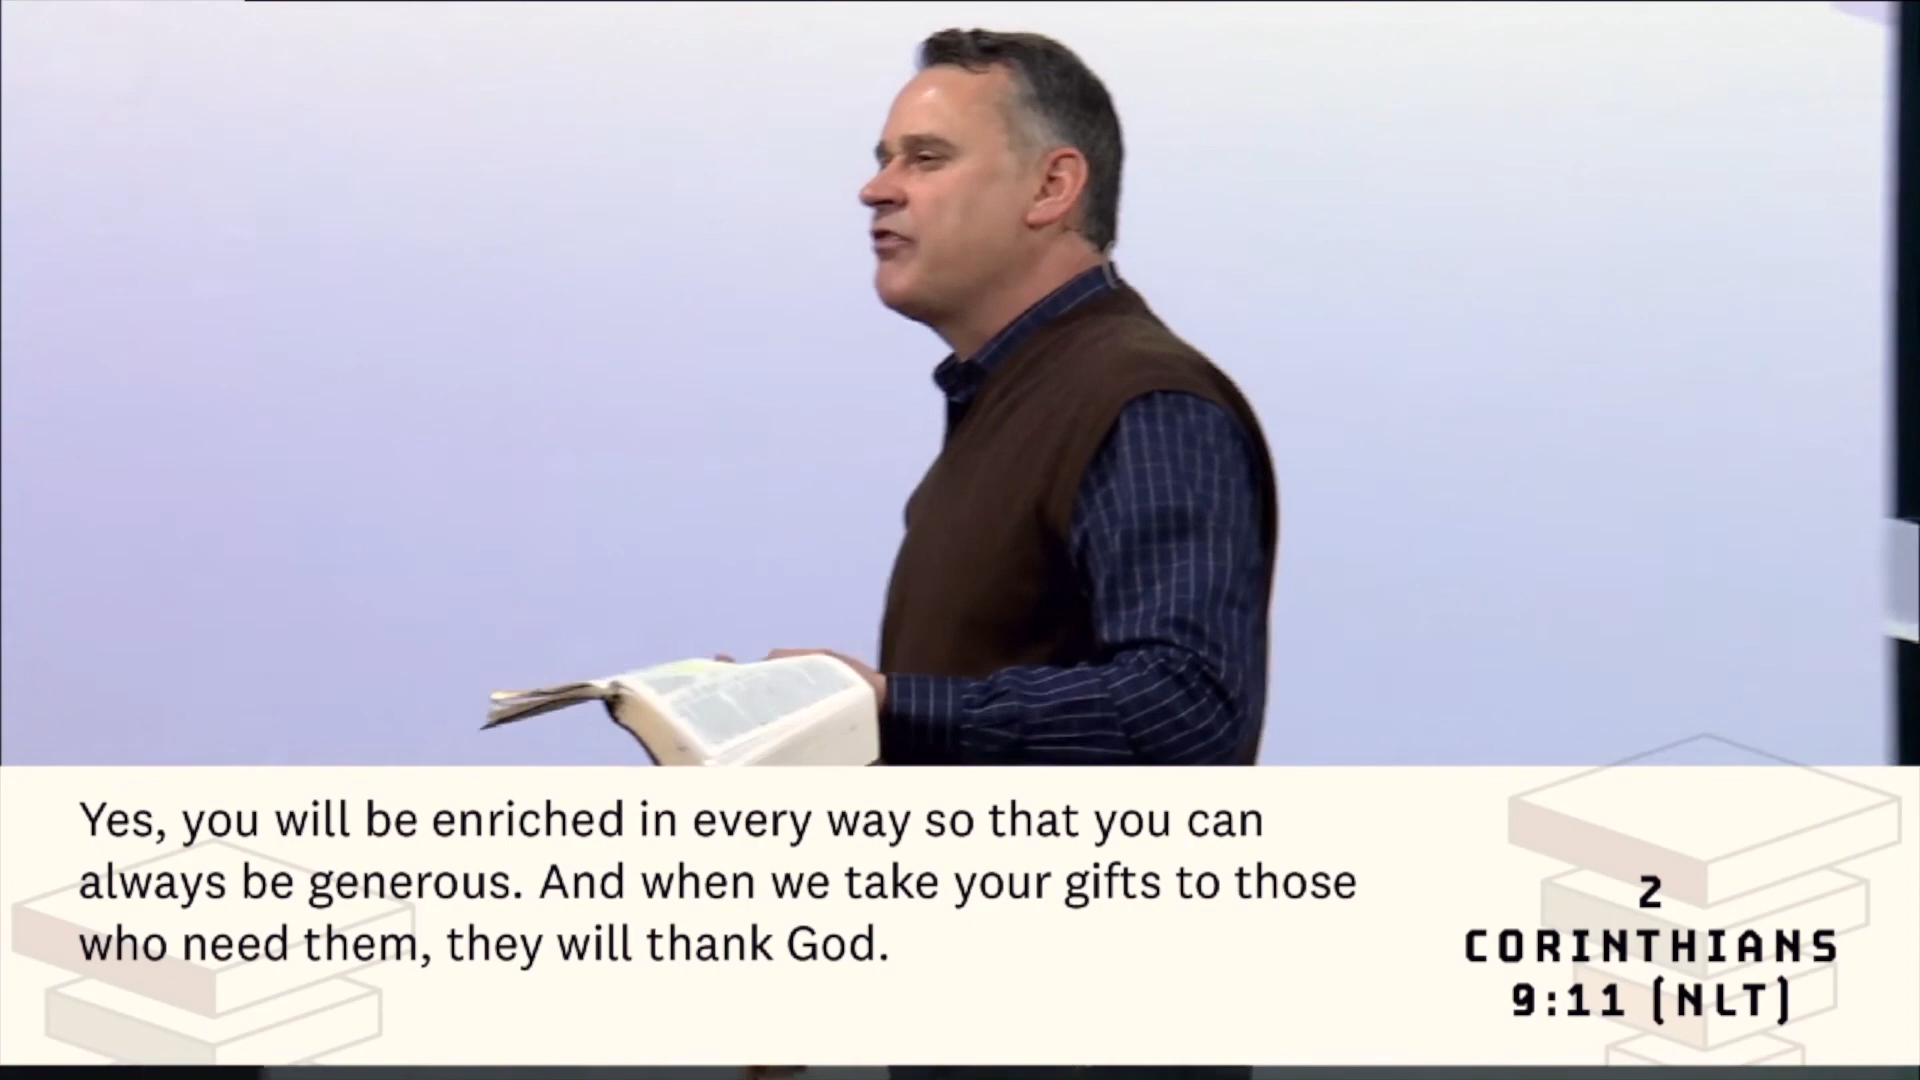 Yes, you will be enriched in every way so that you can
always be generous. And when we take your gifts to those
who need them, they will thank God.
2
CORINTHIANS
9:11 (NLT)